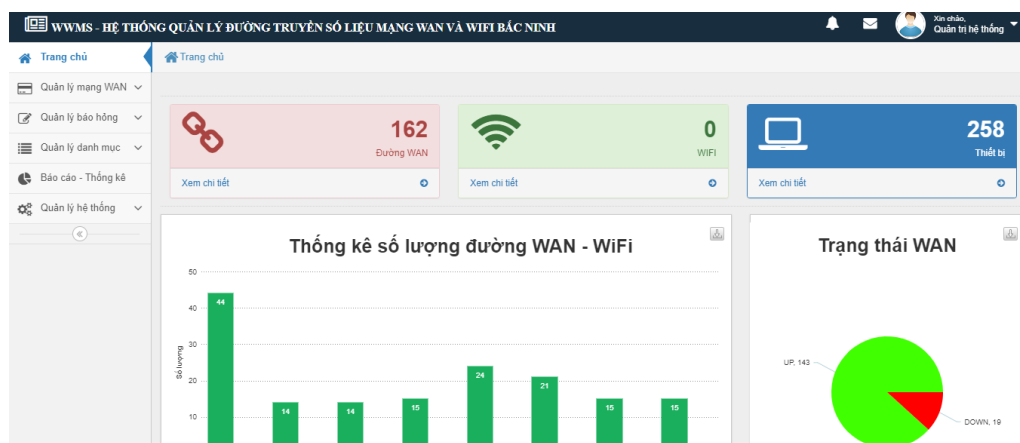 WWMS - HỆ THỐNG QUẢN LÝ ĐƯỜNG TRUYỀN SỐ LIỆU MẠNG WAN VÀ WIFI BẮC NINH
Xin chào,
Quản trị hệ thống
Trang chủ
Quản lý mạng WAN
Quản lý báo hỏng
Quản lý danh mục
Báo cáo - Thống kê
Quản lý hệ thống
Trang chủ
162
Đường WAN
Xem chi tiết
0
WIFI
Xem chi tiết
258
Thiết bị
Xem chi tiết
Thống kê số lượng đường WAN - WiFi
50
40
30
20
10
Số lượng
44
14
14
15
24
21
15
15
Trạng thái WAN
UP, 143
DOWN, 19